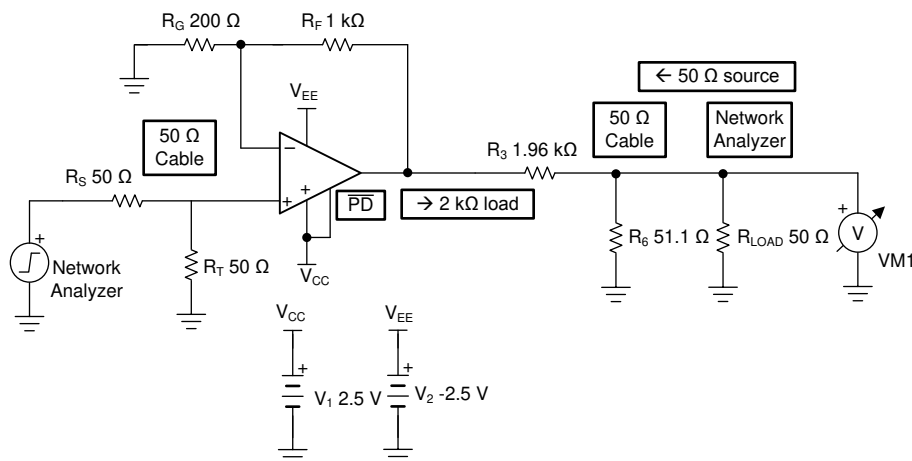 R_G 200 Ω
R_F 1 kΩ
← 50 Ω source
V_EE
50 Ω
Cable
50 Ω
Cable
Network
Analyzer
R_3 1.96 kΩ
R_S 50 Ω
−
+
+
PD
→ 2 kΩ load
+
Network
Analyzer
R_T 50 Ω
V_CC
R_6 51.1 Ω
R_LOAD 50 Ω
+
V
VM1
V_CC
V_EE
+
V_1 2.5 V
+
V_2 -2.5 V